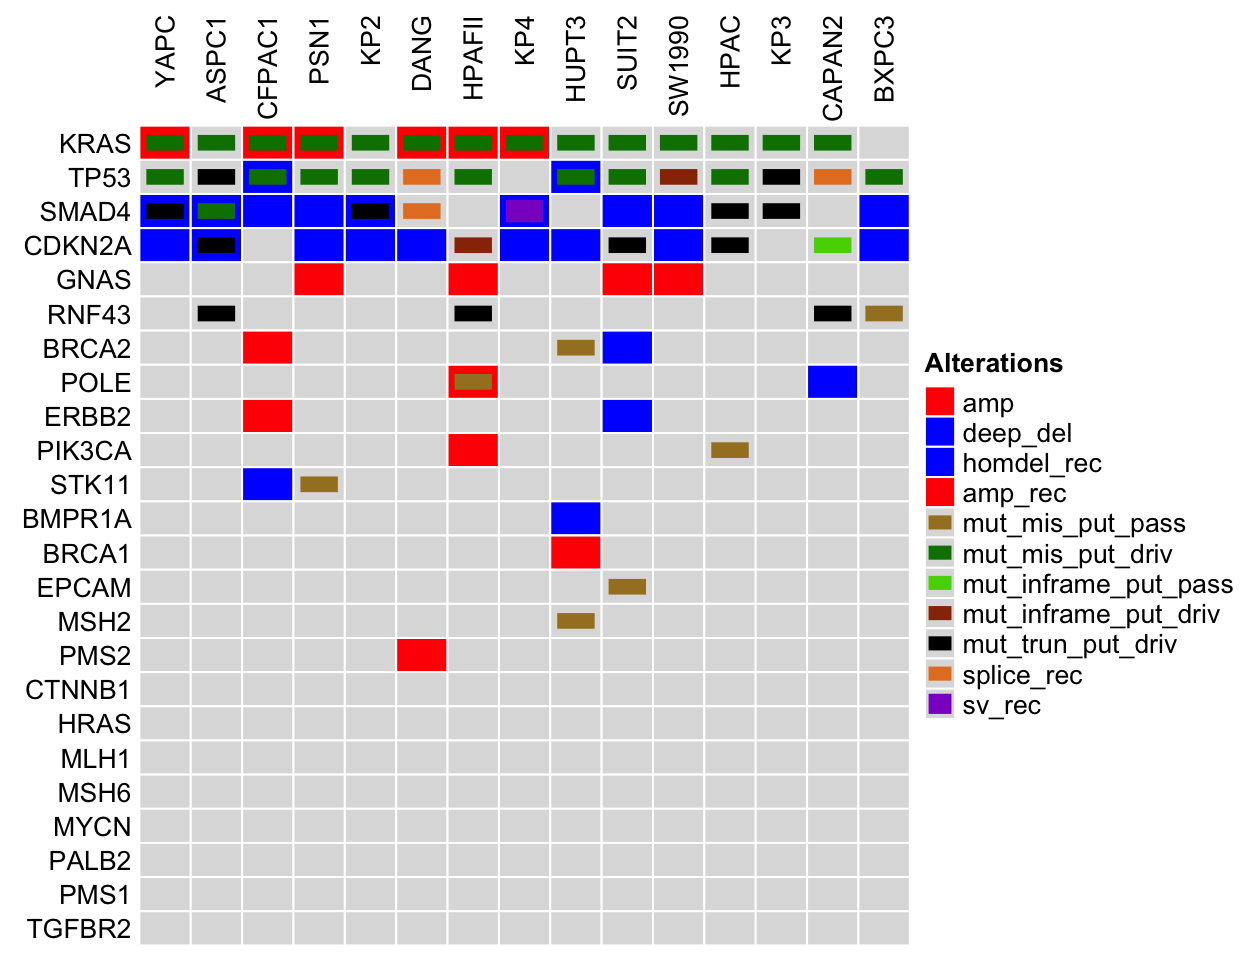 YAPC
ASPC1
CFPAC1
PSN1
KP2
DANG
HPAFII
KP4
HUPT3
SUIT2
SW1990
HPAC
KP3
CAPAN2
BXPC3
KRAS
TP53
SMAD4
CDKN2A
GNAS
RNF43
BRCA2
POLE
ERBB2
PIK3CA
STK11
BMPR1A
BRCA1
EPCAM
MSH2
PMS2
CTNNB1
HRAS
MLH1
MSH6
MYCN
PALB2
PMS1
TGFBR2
Alterations
amp
deep_del
homdel_rec
amp_rec
mut_mis_put_pass
mut_mis_put_driv
mut_inframe_put_pass
mut_inframe_put_driv
mut_trun_put_driv
splice_rec
sv_rec